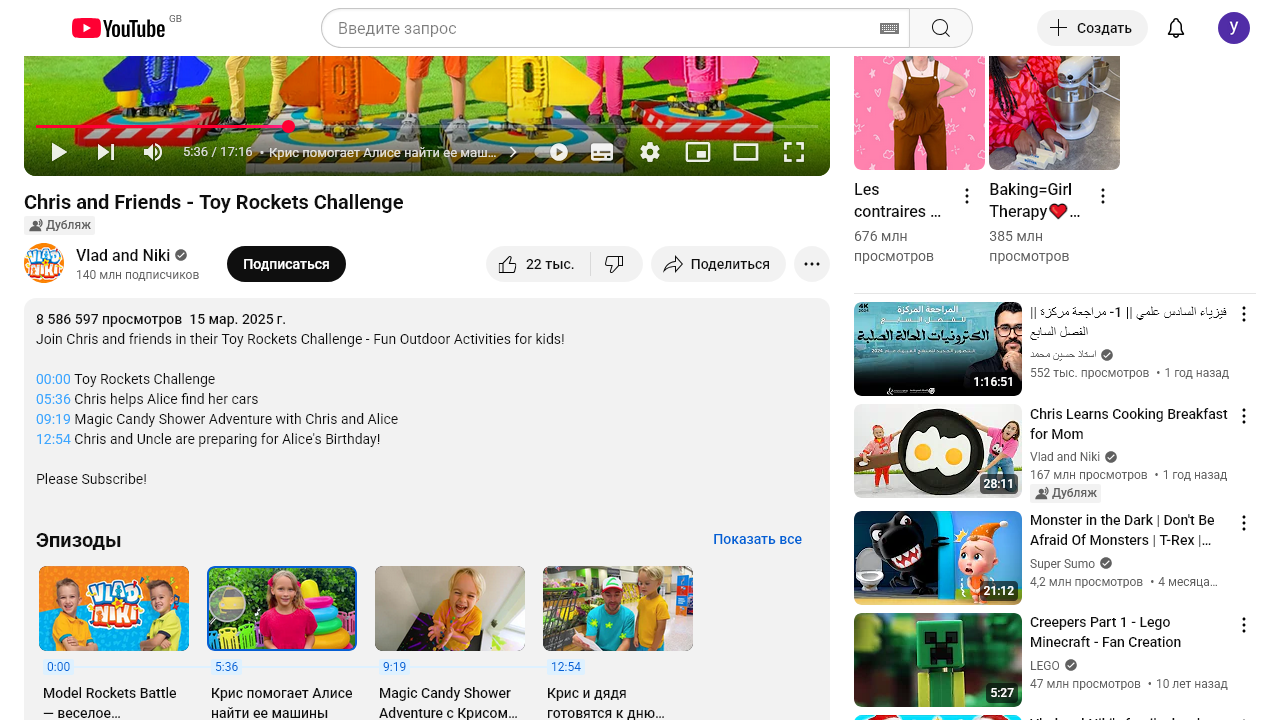 YouTube GB
Введите запрос
Создать
y
5:36 / 17:16 • Крис помогает Алисе найти ее маш...
Chris and Friends - Toy Rockets Challenge
Дубляж
Vlad and Niki
140 млн подписчиков
Подписаться
22 тыс.
Поделиться
8 586 597 просмотров 15 мар. 2025 г.
Join Chris and friends in their Toy Rockets Challenge - Fun Outdoor Activities for kids!
00:00 Toy Rockets Challenge
05:36 Chris helps Alice find her cars
09:19 Magic Candy Shower Adventure with Chris and Alice
12:54 Chris and Uncle are preparing for Alice's Birthday!
Please Subscribe!
Эпизоды
Показать все
VLAD
NIKI
0:00
Model Rockets Battle
— веселое...
5:36
Крис помогает Алисе
найти ее машины
9:19
Magic Candy Shower
Adventure с Крисом...
12:54
Крис и дядя
готовятся к дню...
Les
contraires ...
676 млн
просмотров
Baking=Girl
Therapy❤️...
385 млн
просмотров
4K
المراجعة المركزة
للفصل السابع
الكترونيات الحالة الصلبة
1:16:51
فيزياء السادس علمي || 1- مراجعة مركزة ||
الفصل السابع
استاذ حسين محمد
552 тыс. просмотров • 1 год назад
28:11
Chris Learns Cooking Breakfast
for Mom
Vlad and Niki
167 млн просмотров • 1 год назад
Дубляж
21:12
Monster in the Dark | Don't Be
Afraid Of Monsters | T-Rex |...
Super Sumo
4,2 млн просмотров • 4 месяца...
5:27
Creepers Part 1 - Lego
Minecraft - Fan Creation
LEGO
47 млн просмотров • 10 лет назад